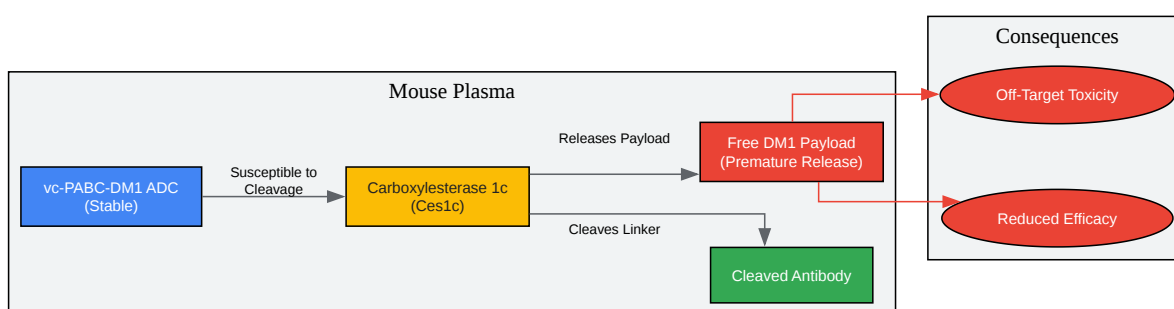 Consequences
Mouse Plasma
Off-Target Toxicity
Releases Payload
Free DM1 Payload
(Premature Release)
Susceptible to
Cleavage
vc-PABC-DM1 ADC
(Stable)
Carboxylesterase 1c
(Ces1c)
Reduced Efficacy
Cleaves Linker
Cleaved Antibody